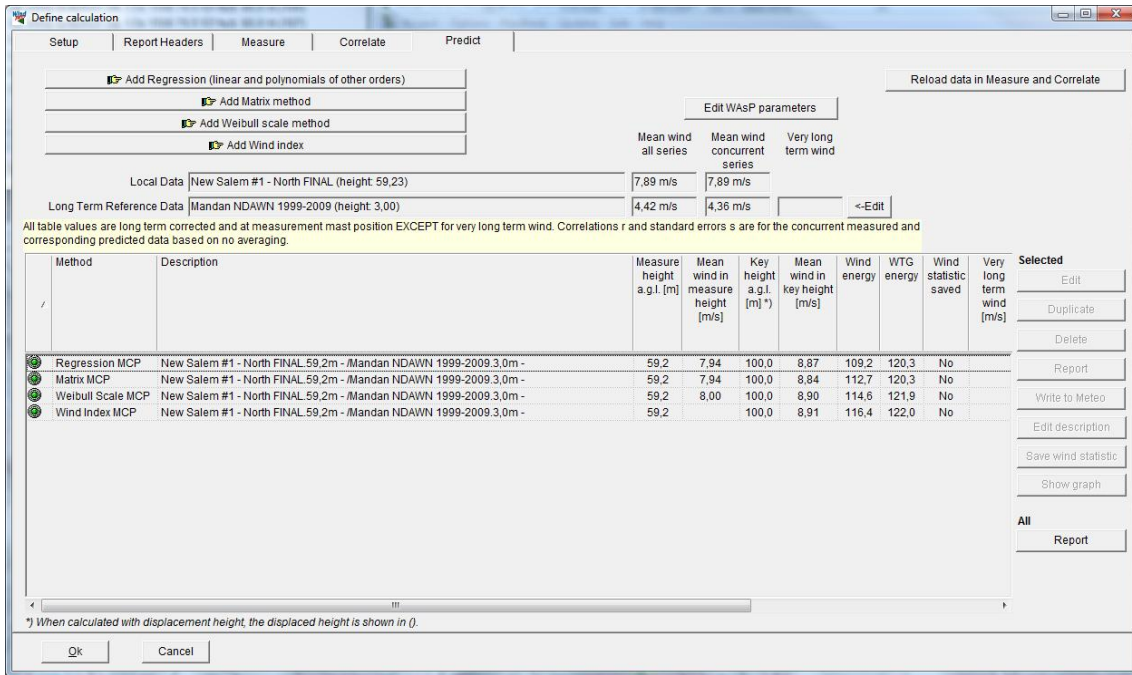 Define calculation
Setup Report Headers Measure Correlate Predict
Add Regression (linear and polynomials of other orders)
Reload data in Measure and Correlate
Add Matrix method
Edit WAsP parameters
Add Weibull scale method
Add Wind index
Mean wind all series
Mean wind concurrent series
Very long term wind
Local Data New Salem #1 - North FINAL (height: 59,23) 7,89 m/s 7,89 m/s
Long Term Reference Data Mandan NDAWN 1999-2009 (height: 3,00) 4,42 m/s 4,36 m/s <-Edit
All table values are long term corrected and at measurement mast position EXCEPT for very long term wind. Correlations r and standard errors s are for the concurrent measured and
corresponding predicted data based on no averaging.
Method Description Measure height a.g.l. [m] Mean wind in measure height [m/s] Key height a.g.l. [m] *) Mean wind in key height [m/s] Wind energy WTG energy Wind statistic saved Very long term wind [m/s]
/
Regression MCP New Salem #1 - North FINAL.59,2m - /Mandan NDAWN 1999-2009.3,0m - 59,2 7,94 100,0 8,87 109,2 120,3 No
Matrix MCP New Salem #1 - North FINAL.59,2m - /Mandan NDAWN 1999-2009.3,0m - 59,2 7,94 100,0 8,84 112,7 120,3 No
Weibull Scale MCP New Salem #1 - North FINAL.59,2m - /Mandan NDAWN 1999-2009.3,0m - 59,2 8,00 100,0 8,90 114,6 121,9 No
Wind Index MCP New Salem #1 - North FINAL.59,2m - /Mandan NDAWN 1999-2009.3,0m - 59,2 100,0 8,91 116,4 122,0 No
Selected
Edit
Duplicate
Delete
Report
Write to Meteo
Edit description
Save wind statistic
Show graph
All
Report
*) When calculated with displacement height, the displaced height is shown in ().
Ok Cancel